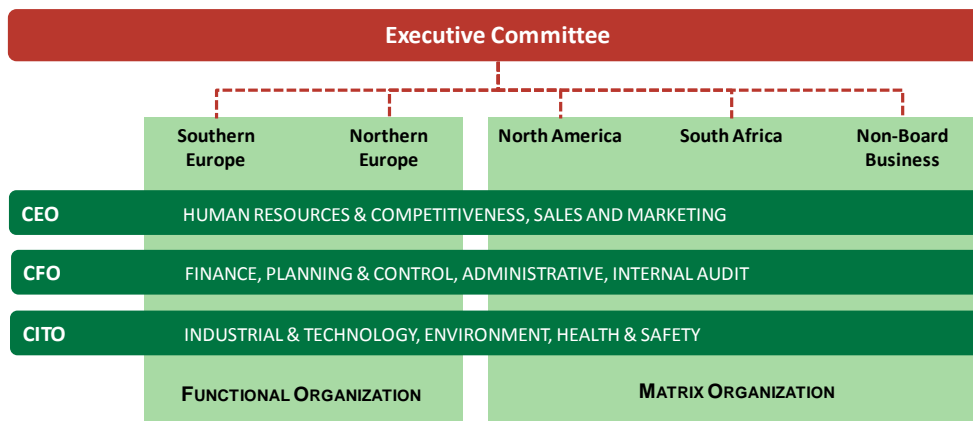 Executive Committee
Southern
Europe
Northern
Europe
North America
South Africa
Non-Board
Business
CEO
HUMAN RESOURCES & COMPETITIVENESS, SALES AND MARKETING
CFO
FINANCE, PLANNING & CONTROL, ADMINISTRATIVE, INTERNAL AUDIT
CITO
INDUSTRIAL & TECHNOLOGY, ENVIRONMENT, HEALTH & SAFETY
FUNCTIONAL ORGANIZATION
MATRIX ORGANIZATION